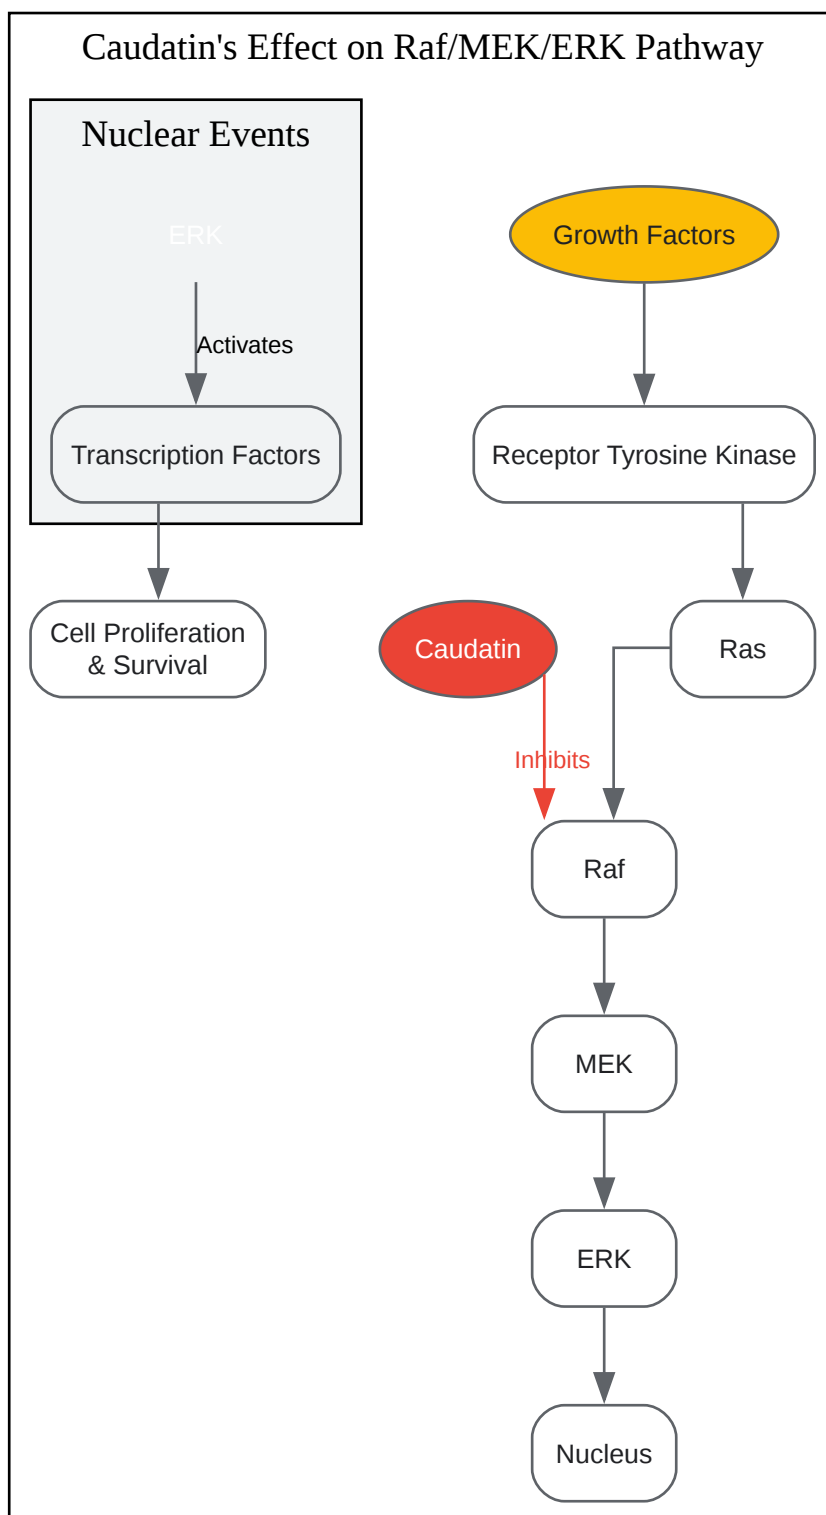 Caudatin's Effect on Raf/MEK/ERK Pathway
Nuclear Events
ERK
Growth Factors
Activates
Transcription Factors
Receptor Tyrosine Kinase
Cell Proliferation
& Survival
Caudatin
Ras
Inhibits
Raf
MEK
ERK
Nucleus